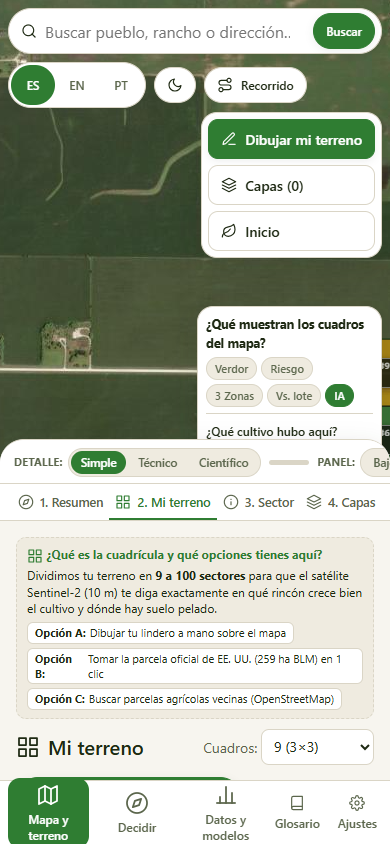 Buscar pueblo, rancho o dirección..
Buscar
ES EN PT
Recorrido
Dibujar mi terreno
Capas (0)
Inicio
¿Qué muestran los cuadros
del mapa?
Verdor Riesgo
3 Zonas Vs. lote IA
¿Qué cultivo hubo aquí?
DETALLE: Simple Técnico Científico PANEL:
1. Resumen 2. Mi terreno 3. Sector 4. Capas
¿Qué es la cuadrícula y qué opciones tienes aquí?
Dividimos tu terreno en 9 a 100 sectores para que el satélite
Sentinel-2 (10 m) te diga exactamente en qué rincón crece bien
el cultivo y dónde hay suelo pelado.
Opción A: Dibujar tu lindero a mano sobre el mapa
Opción B: Tomar la parcela oficial de EE. UU. (259 ha BLM) en 1
clic
Opción C: Buscar parcelas agrícolas vecinas (OpenStreetMap)
Mi terreno Cuadros: 9 (3×3)
Mapa y
terreno
Decidir
Datos y
modelos
Glosario
Ajustes